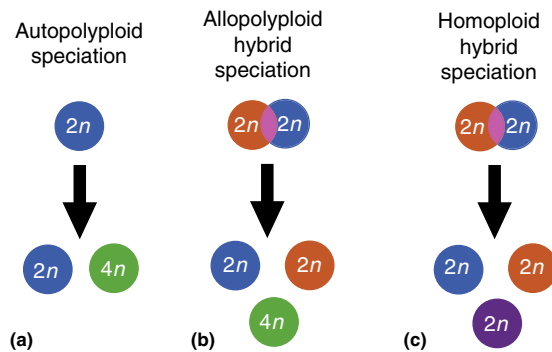 Autopolyploid
speciation
2n
2n
4n
(a)
Allopolyploid
hybrid
speciation
2n
2n
2n
2n
4n
(b)
Homoploid
hybrid
speciation
2n
2n
2n
2n
2n
(c)